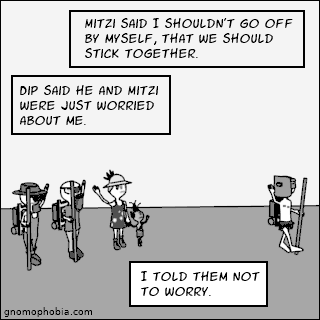 MITZI SAID I SHOULDN'T GO OFF
BY MYSELF, THAT WE SHOULD
STICK TOGETHER.
DIP SAID HE AND MITZI
WERE JUST WORRIED
ABOUT ME.
I TOLD THEM NOT
TO WORRY.
gnomophobia.com